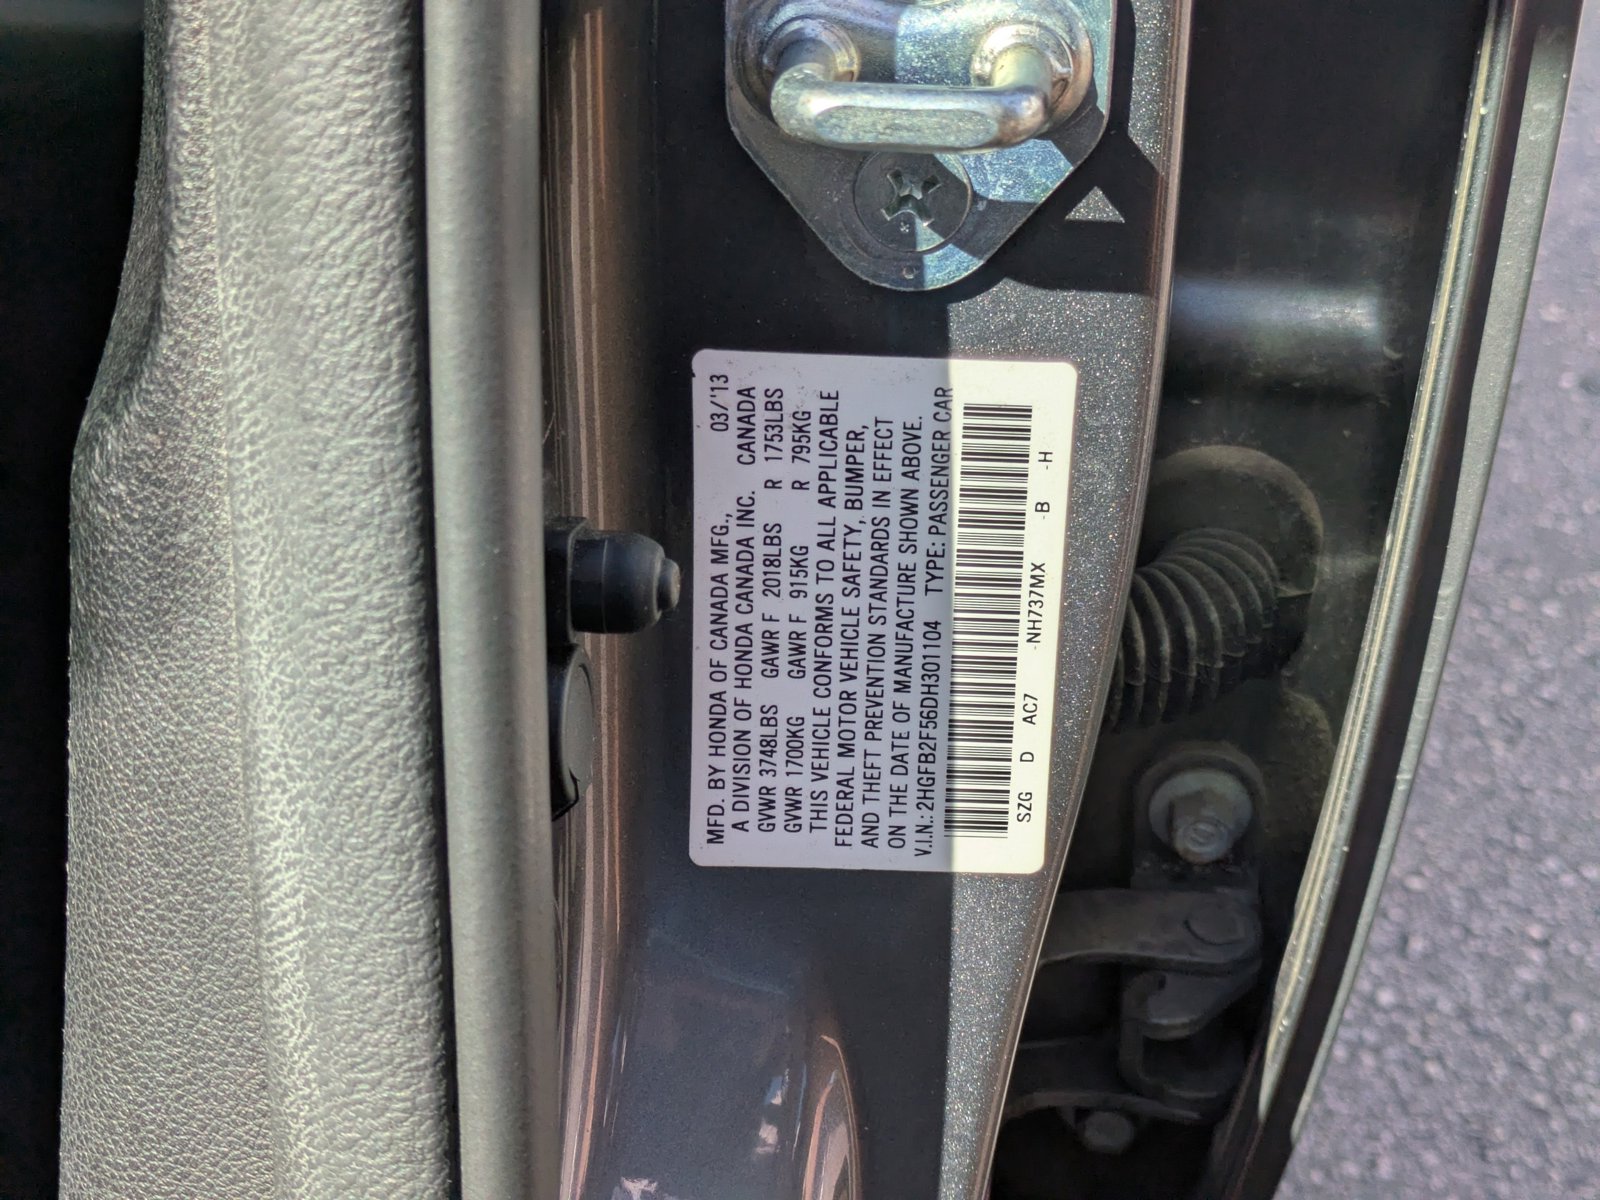 MFD. BY HONDA OF CANADA MFG., 03/'13
A DIVISION OF HONDA CANADA INC. CANADA
GVWR 3748LBS GAWR F 2018LBS R 1753LBS
GVWR 1700KG GAWR F 915KG R 795KG
THIS VEHICLE CONFORMS TO ALL APPLICABLE
FEDERAL MOTOR VEHICLE SAFETY, BUMPER,
AND THEFT PREVENTION STANDARDS IN EFFECT
ON THE DATE OF MANUFACTURE SHOWN ABOVE.
V.I.N.: 2HGFB2F56DH301104 TYPE: PASSENGER CAR
SZG D AC7 -NH737MX -B -H